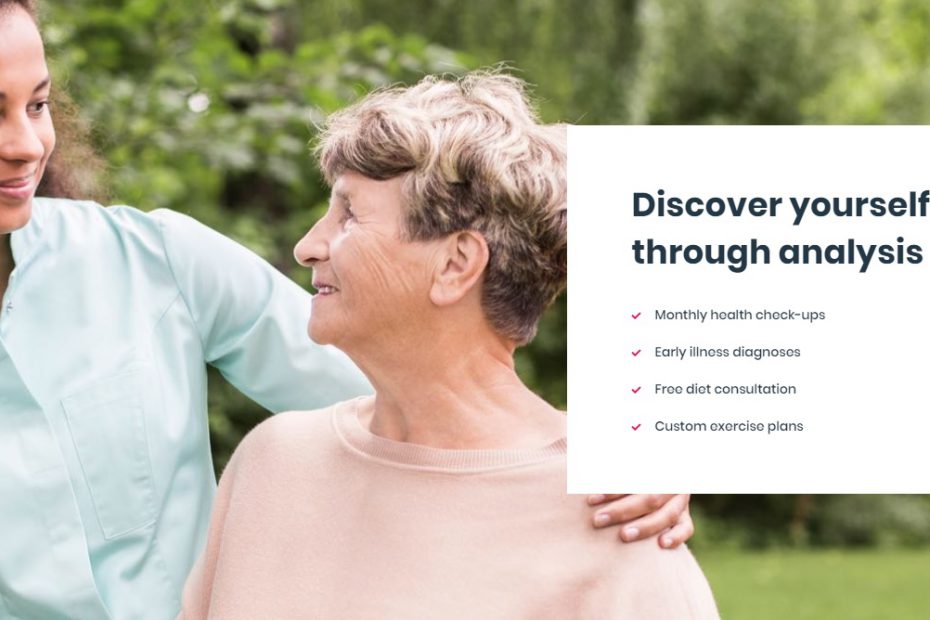 Discover yourself
through analysis
Monthly health check-ups
Early illness diagnoses
Free diet consultation
Custom exercise plans